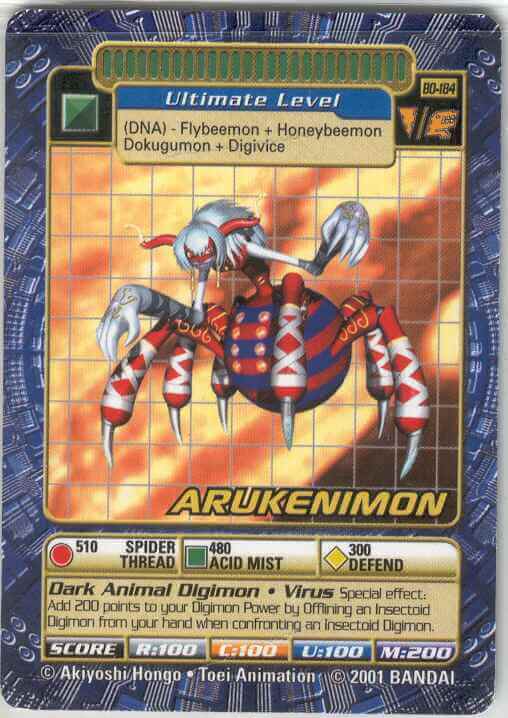 Ultimate Level
BO-184
(DNA) - Flybeemon + Honeybeemon
Dokugumon + Digivice
ARUKENIMON
510 SPIDER THREAD
480 ACID MIST
300 DEFEND
Dark Animal Digimon • Virus Special effect:
Add 200 points to your Digimon Power by Offlining an Insectoid
Digimon from your hand when confronting an Insectoid Digimon.
SCORE R:100 C:100 U:100 M:200
© Akiyoshi Hongo • Toei Animation © 2001 BANDAI